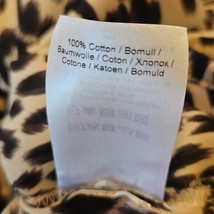 100% Cotton / Bomull /
Baumwolle / Coton / Хлопок /
Cotone / Katoen / Bomuld